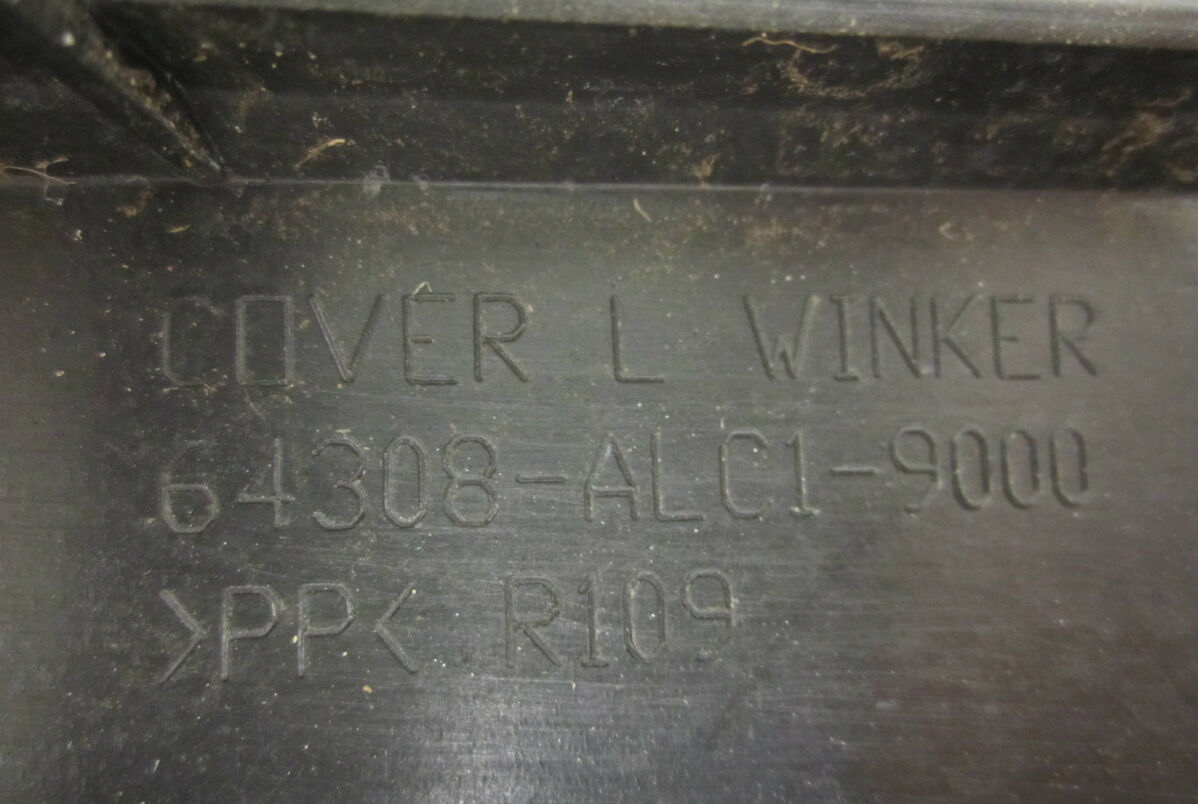 COVER L WINKER
64308-ALC1-9000
>PP< R109